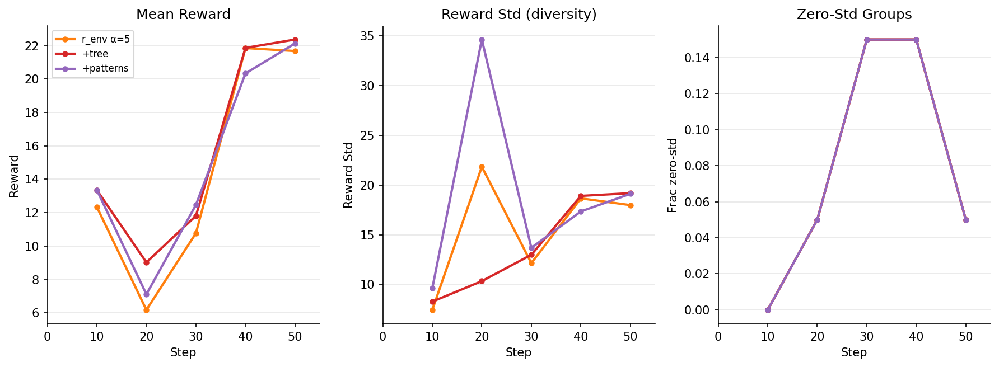 Mean Reward
Reward
22
20
18
16
14
12
10
8
6
r_env α=5
+tree
+patterns
0 10 20 30 40 50
Step
Reward Std (diversity)
Reward Std
35
30
25
20
15
10
0 10 20 30 40 50
Step
Zero-Std Groups
Frac zero-std
0.14
0.12
0.10
0.08
0.06
0.04
0.02
0.00
0 10 20 30 40 50
Step